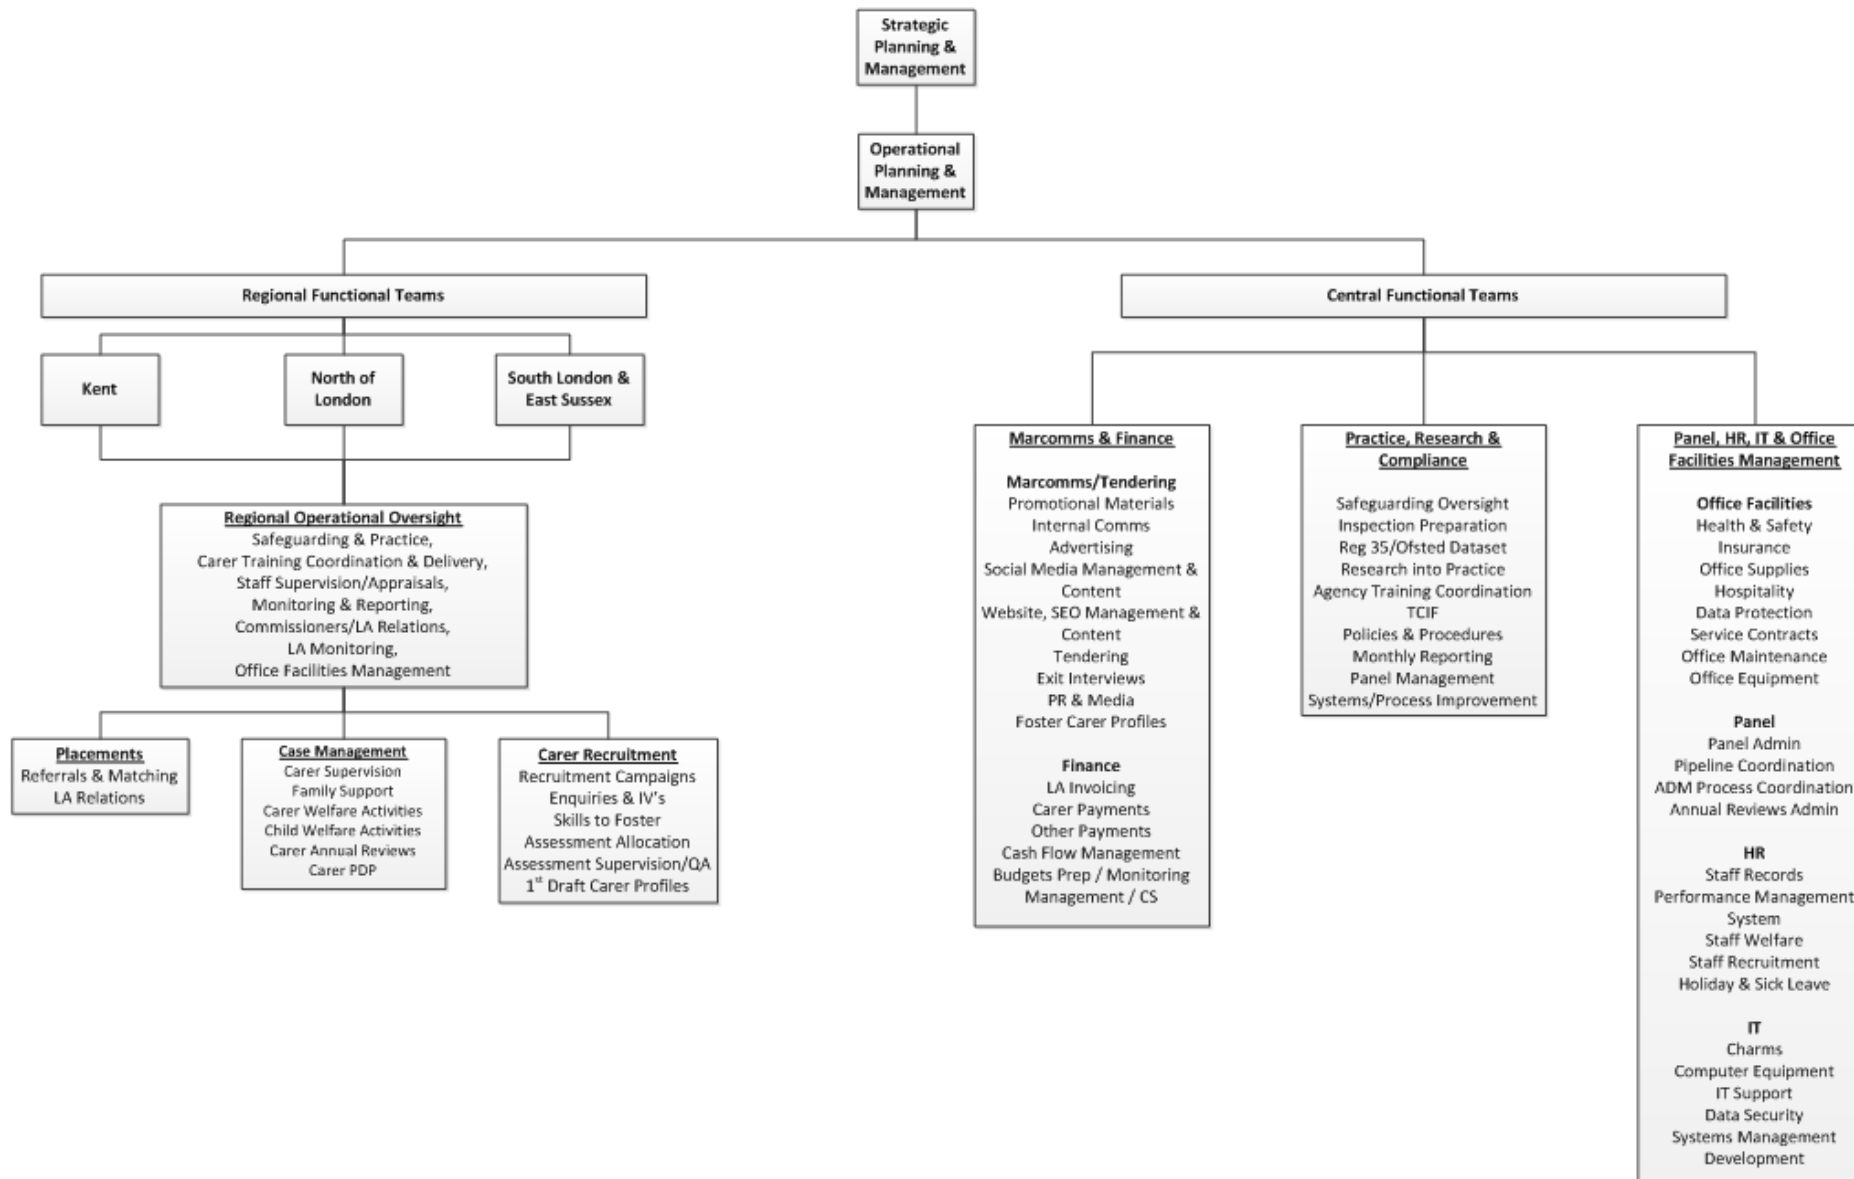 Strategic
Planning &
Management
Operational
Planning &
Management
Regional Functional Teams
Central Functional Teams
Kent
North of
London
South London &
East Sussex
Regional Operational Oversight
Safeguarding & Practice,
Carer Training Coordination & Delivery,
Staff Supervision/Appraisals,
Monitoring & Reporting,
Commissioners/LA Relations,
LA Monitoring,
Office Facilities Management
Placements
Referrals & Matching
LA Relations
Case Management
Carer Supervision
Family Support
Carer Welfare Activities
Child Welfare Activities
Carer Annual Reviews
Carer PDP
Carer Recruitment
Recruitment Campaigns
Enquiries & IV's
Skills to Foster
Assessment Allocation
Assessment Supervision/QA
1st Draft Carer Profiles
Marcomms & Finance
Marcomms/Tendering
Promotional Materials
Internal Comms
Advertising
Social Media Management &
Content
Website, SEO Management &
Content
Tendering
Exit Interviews
PR & Media
Foster Carer Profiles
Finance
LA Invoicing
Carer Payments
Other Payments
Cash Flow Management
Budgets Prep / Monitoring
Management / CS
Practice, Research &
Compliance
Safeguarding Oversight
Inspection Preparation
Reg 35/Ofsted Dataset
Research into Practice
Agency Training Coordination
TCIF
Policies & Procedures
Monthly Reporting
Panel Management
Systems/Process Improvement
Panel, HR, IT & Office
Facilities Management
Office Facilities
Health & Safety
Insurance
Office Supplies
Hospitality
Data Protection
Service Contracts
Office Maintenance
Office Equipment
Panel
Panel Admin
Pipeline Coordination
ADM Process Coordination
Annual Reviews Admin
HR
Staff Records
Performance Management
System
Staff Welfare
Staff Recruitment
Holiday & Sick Leave
IT
Charms
Computer Equipment
IT Support
Data Security
Systems Management
Development